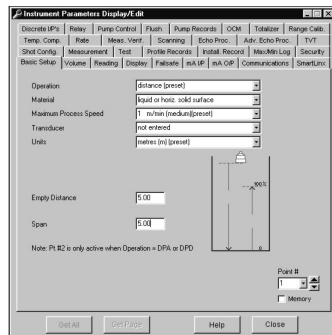 Instrument Parameters Display/Edit
Discrete I/P's Relay Pump Control Flush Pump Records OCM Totalizer Range Calib.
Temp. Comp. Rate Meas. Verif. Scanning Echo Proc. Adv. Echo Proc. TVT
Shot Config. Measurement Test Profile Records Install. Record Max/Min Log Security
Basic Setup Volume Reading Display Failsafe mA I/P mA O/P Communications SmartLinx
Operation distance (preset)
Material liquid or horiz. solid surface
Maximum Process Speed 1 m/min (medium)(preset)
Transducer not entered
Units metres (m) (preset)
100%
Empty Distance 5.00
Span 5.00
0
Note: Pt #2 is only active when Operation = DPA or DPD
Point #
1
Memory
Get All Get Page Help Close